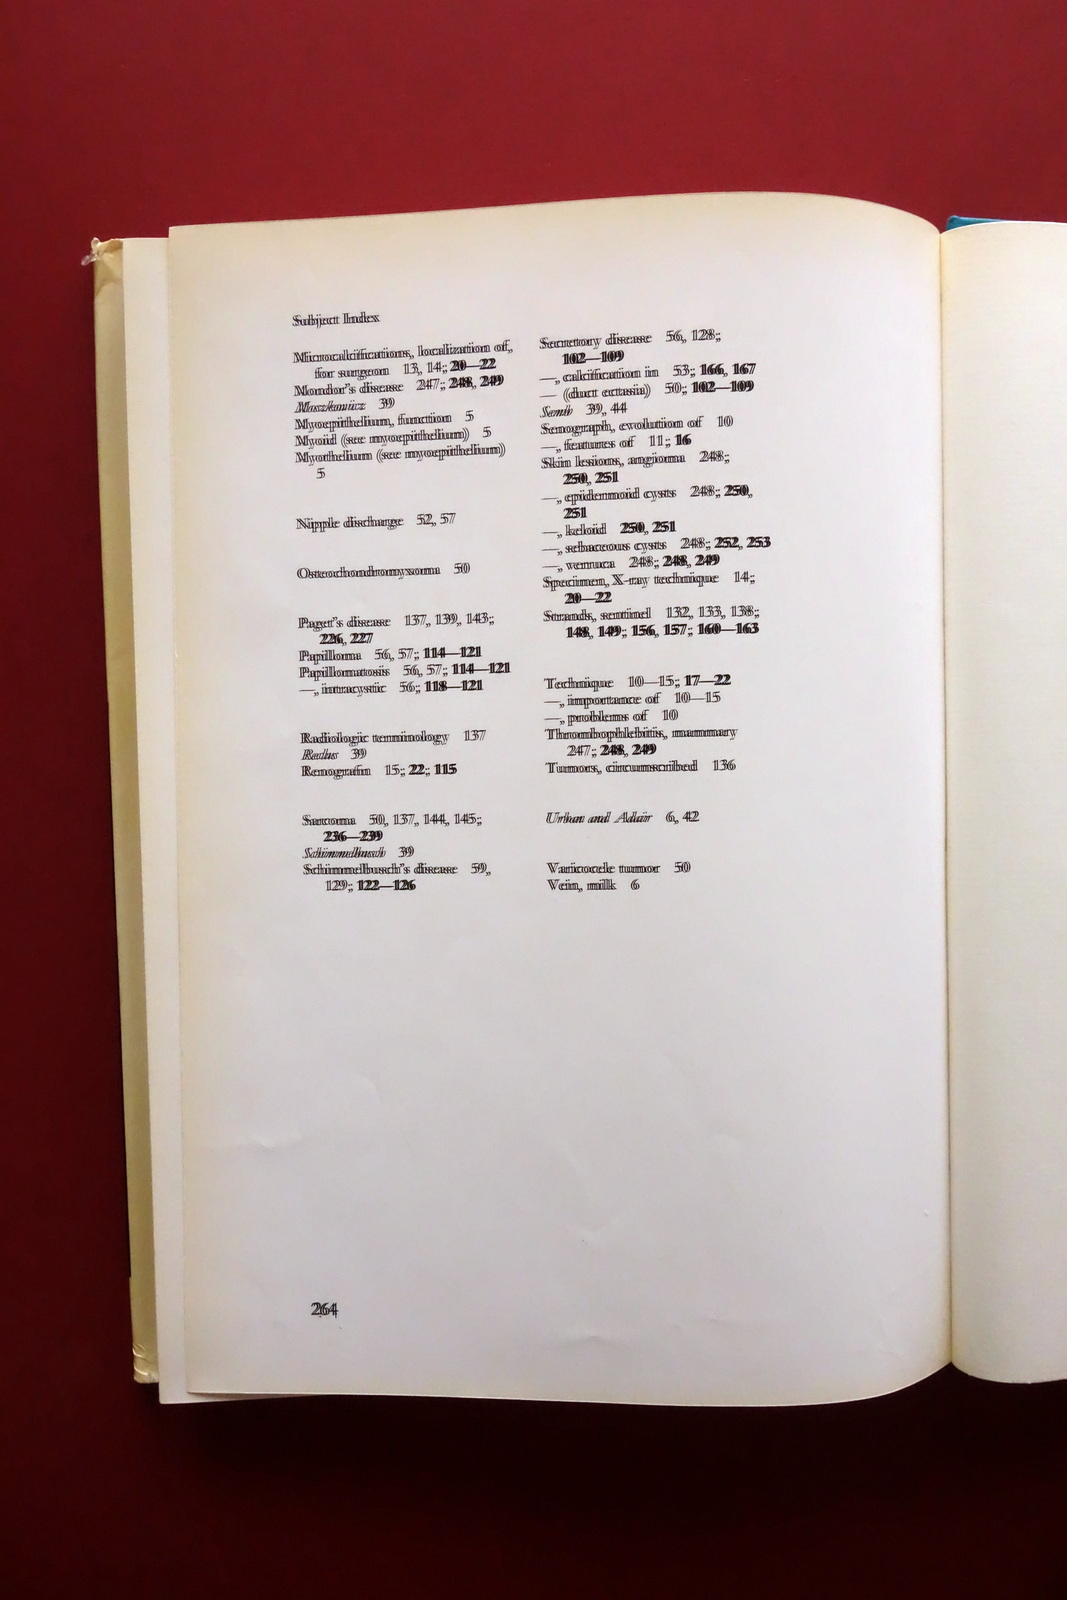 Subject Index
Microcalcifications, localization of,
for surgeon 13, 14; 20—22
Mondor's disease 247; 248, 249
Moszkowicz 39
Myoepithelium, function 5
Myoid (see myoepithelium) 5
Myothelium (see myoepithelium)
5
Nipple discharge 52, 57
Osteochondromyxoma 50
Paget's disease 137, 139, 143;
226, 227
Papilloma 56, 57; 114—121
Papillomatosis 56, 57; 114—121
—, intracystic 56; 118—121
Radiologic terminology 137
Reclus 39
Renografin 15; 22; 115
Sarcoma 50, 137, 144, 145;
236—239
Schimmelbusch 39
Schimmelbusch's disease 59,
129; 122—126
Secretory disease 56, 128;
102—109
—, calcification in 53; 166, 167
— (duct ectasia) 50; 102—109
Semb 39, 44
Senograph, evolution of 10
—, features of 11; 16
Skin lesions, angioma 248;
250, 251
—, epidermoid cysts 248; 250,
251
—, keloid 250, 251
—, sebaceous cysts 248; 252, 253
—, verruca 248; 248, 249
Specimen, X-ray technique 14;
20—22
Strands, sentinel 132, 133, 138;
148, 149; 156, 157; 160—163
Technique 10—15; 17—22
—, importance of 10—15
—, problems of 10
Thrombophlebitis, mammary
247; 248, 249
Tumors, circumscribed 136
Urban and Adair 6, 42
Varicocele tumor 50
Vein, milk 6
264